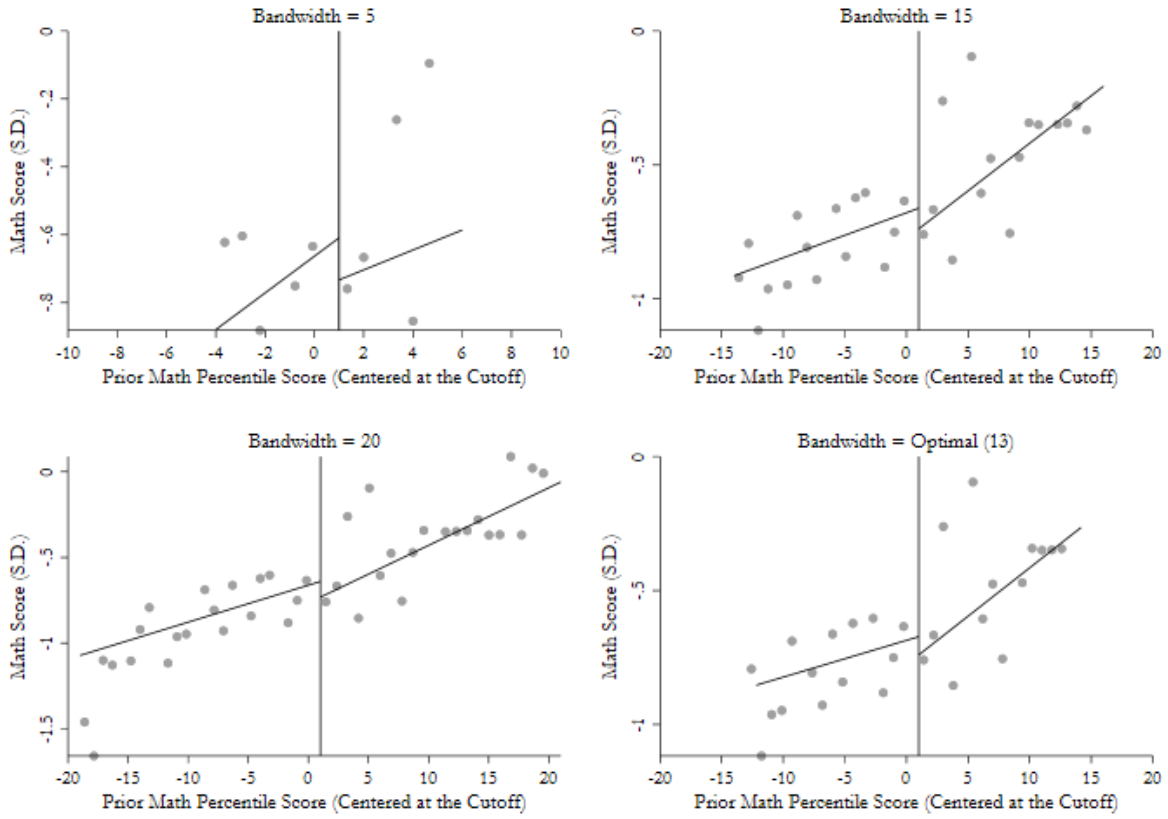 Bandwidth = 5
Math Score (S.D.)
0
-.2
-.4
-.6
-.8
-10 -8 -6 -4 -2 0 2 4 6 8 10
Prior Math Percentile Score (Centered at the Cutoff)
Bandwidth = 15
Math Score (S.D.)
0
-.5
-1
-20 -15 -10 -5 0 5 10 15 20
Prior Math Percentile Score (Centered at the Cutoff)
Bandwidth = 20
Math Score (S.D.)
0
-.5
-1
-1.5
-20 -15 -10 -5 0 5 10 15 20
Prior Math Percentile Score (Centered at the Cutoff)
Bandwidth = Optimal (13)
Math Score (S.D.)
0
-.5
-1
-20 -15 -10 -5 0 5 10 15 20
Prior Math Percentile Score (Centered at the Cutoff)